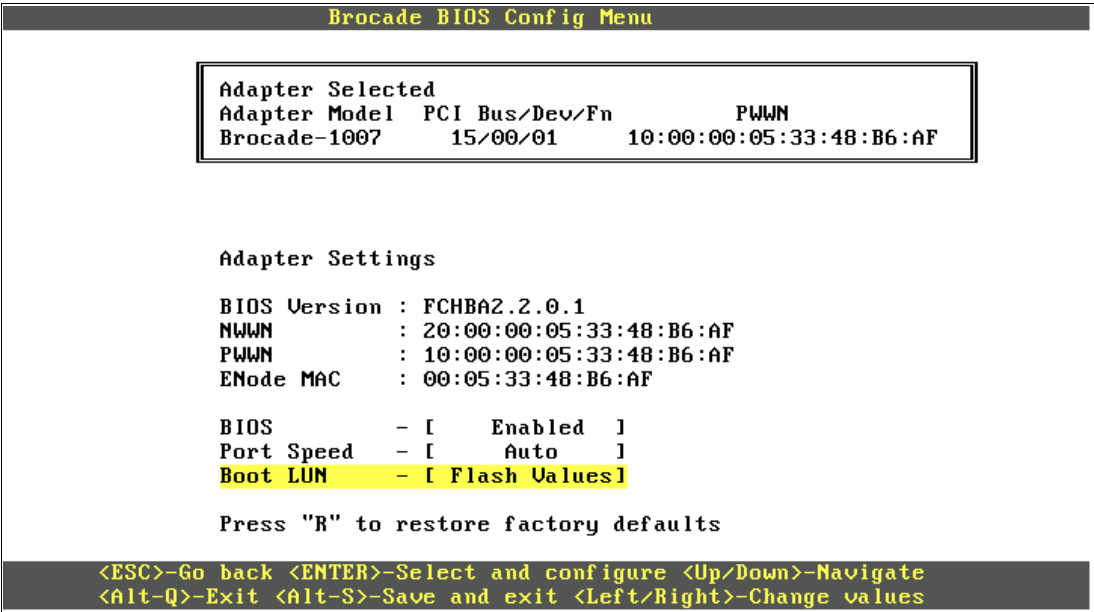 Brocade BIOS Config Menu
Adapter Selected
Adapter Model PCI Bus/Dev/Fn PWWN
Brocade-1007 15/00/01 10:00:00:05:33:48:B6:AF
Adapter Settings
BIOS Version : FCHBA2.2.0.1
NWWN : 20:00:00:05:33:48:B6:AF
PWWN : 10:00:00:05:33:48:B6:AF
ENode MAC : 00:05:33:48:B6:AF
BIOS - [ Enabled ]
Port Speed - [ Auto ]
Boot LUN - [ Flash Values]
Press "R" to restore factory defaults
<ESC>-Go back <ENTER>-Select and configure <Up/Down>-Navigate
<Alt-Q>-Exit <Alt-S>-Save and exit <Left/Right>-Change values